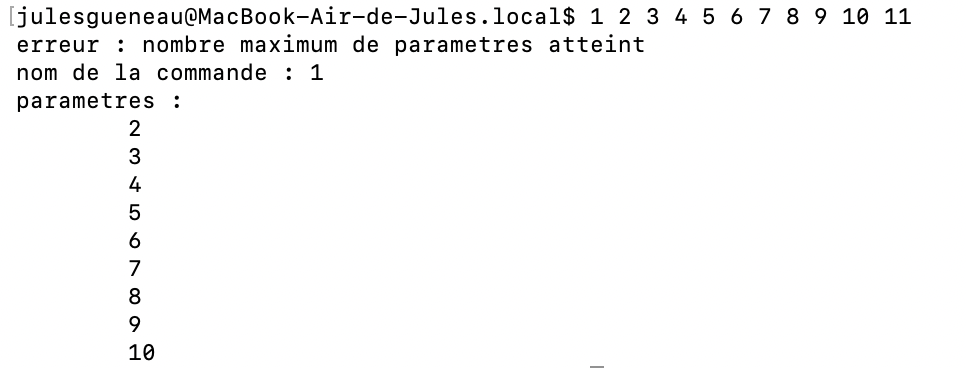 [julesgueneau@MacBook-Air-de-Jules.local$ 1 2 3 4 5 6 7 8 9 10 11
erreur : nombre maximum de parametres atteint
nom de la commande : 1
parametres :
2
3
4
5
6
7
8
9
10